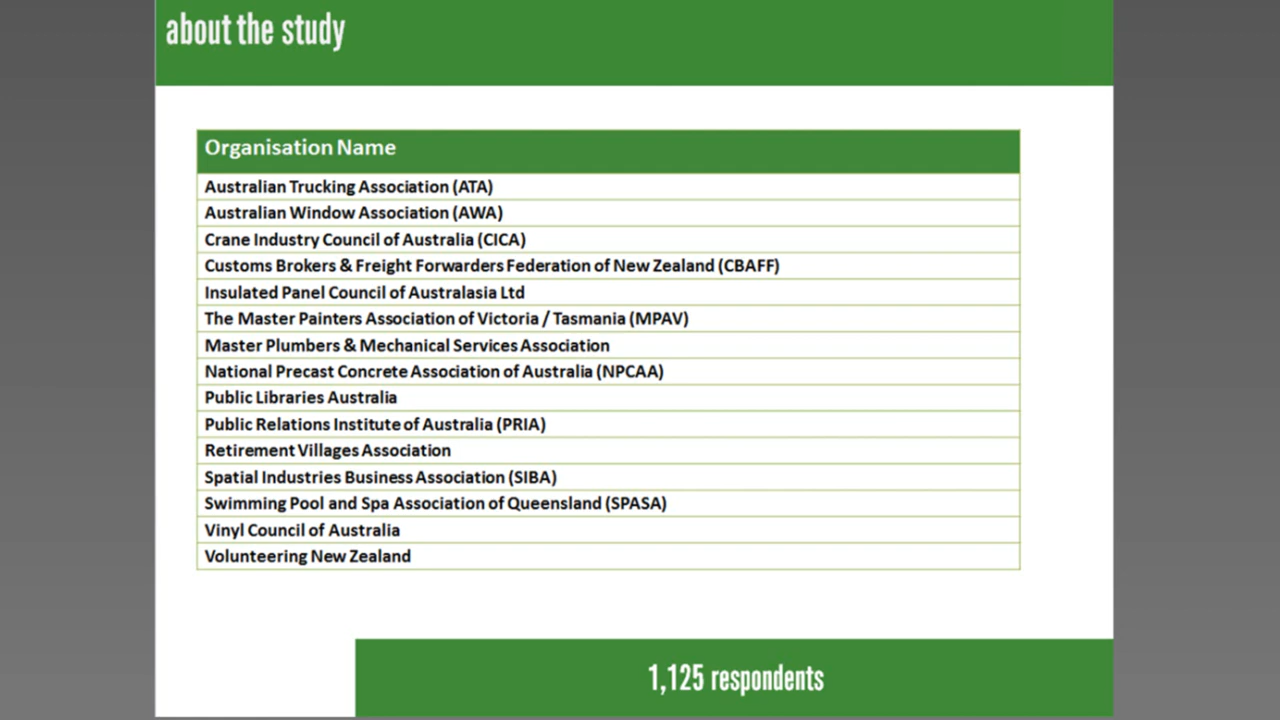 about the study
Organisation Name
Australian Trucking Association (ATA)
Australian Window Association (AWA)
Crane Industry Council of Australia (CICA)
Customs Brokers & Freight Forwarders Federation of New Zealand (CBAFF)
Insulated Panel Council of Australasia Ltd
The Master Painters Association of Victoria / Tasmania (MPAV)
Master Plumbers & Mechanical Services Association
National Precast Concrete Association of Australia (NPCAA)
Public Libraries Australia
Public Relations Institute of Australia (PRIA)
Retirement Villages Association
Spatial Industries Business Association (SIBA)
Swimming Pool and Spa Association of Queensland (SPASA)
Vinyl Council of Australia
Volunteering New Zealand
1,125 respondents